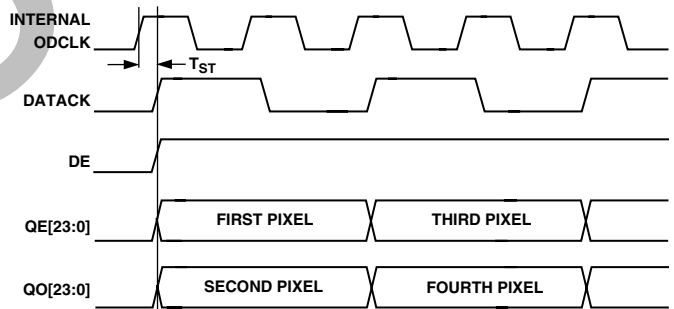 INTERNAL
ODCLK
T_ST
DATACK
DE
QE[23:0]
FIRST PIXEL
THIRD PIXEL
QO[23:0]
SECOND PIXEL
FOURTH PIXEL